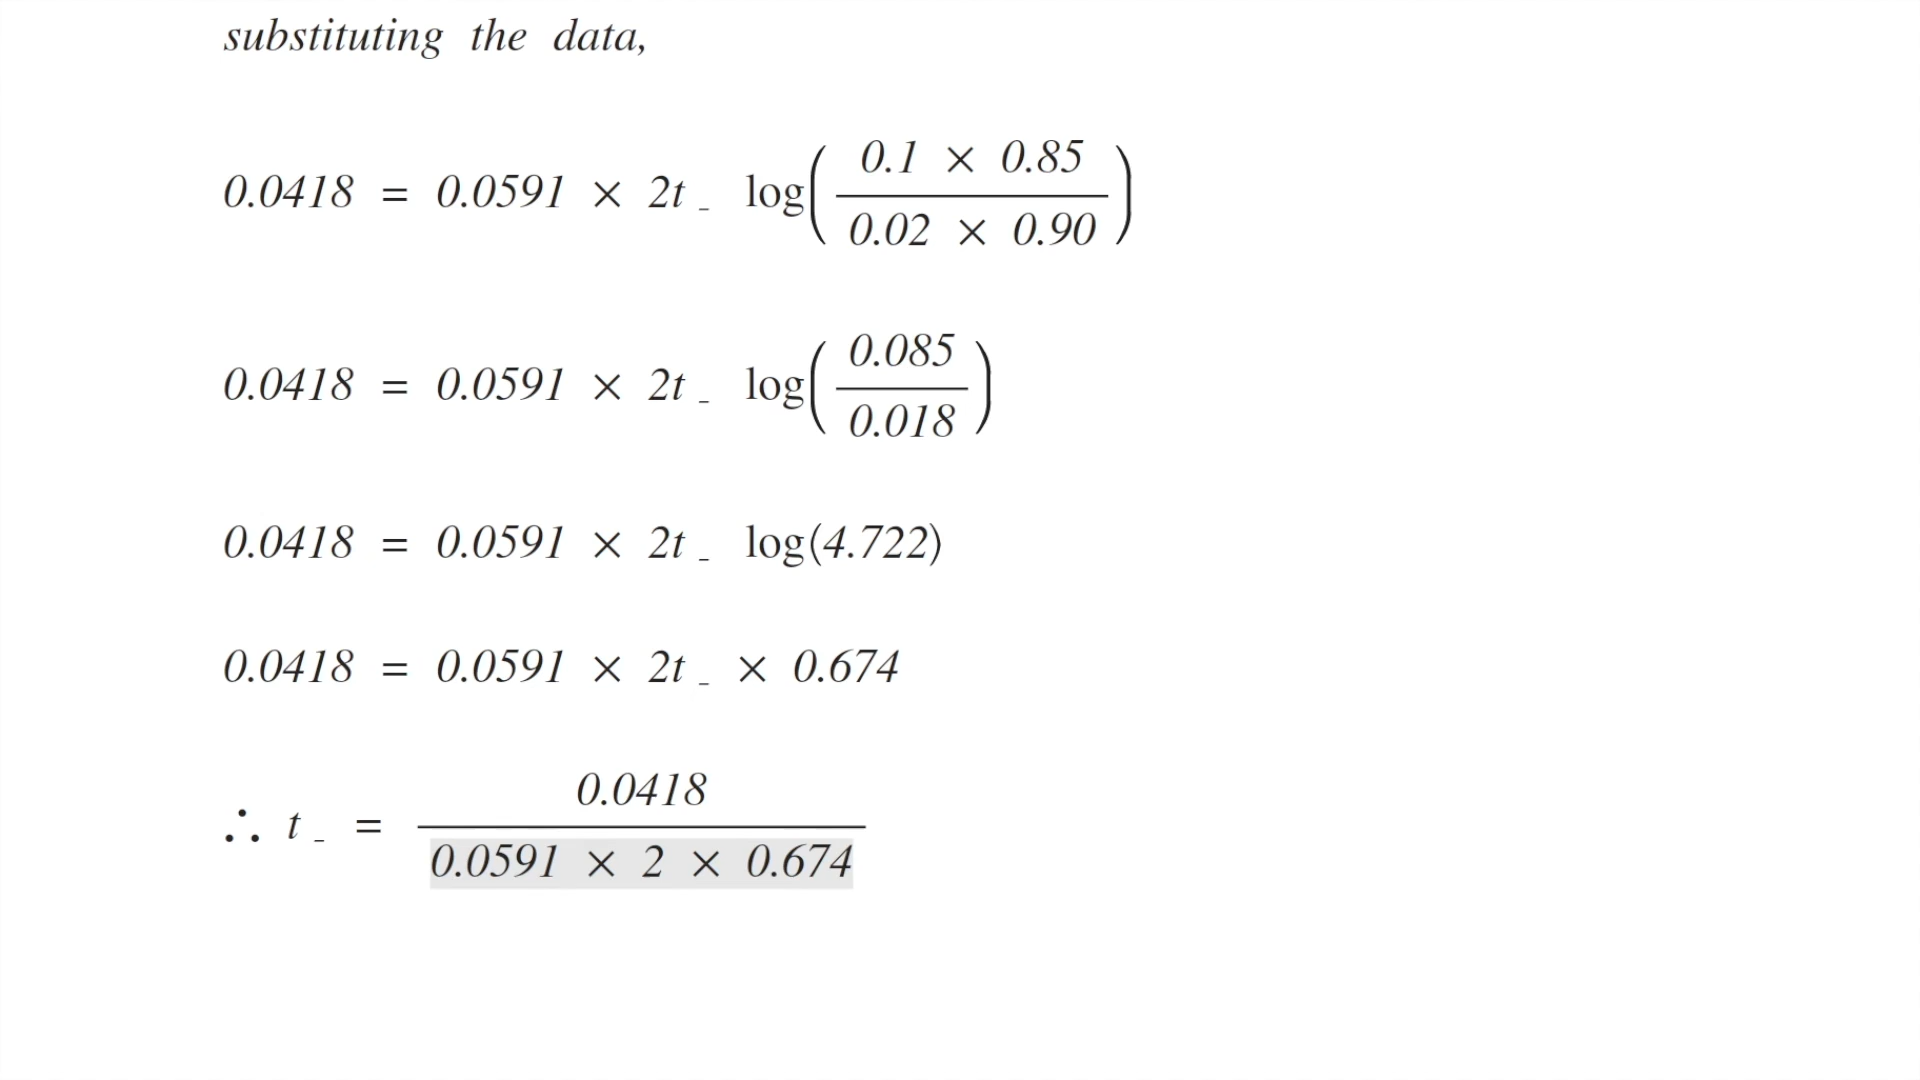 substituting the data,
0.0418 = 0.0591 × 2t₋ log(0.1 × 0.85 / 0.02 × 0.90)
0.0418 = 0.0591 × 2t₋ log(0.085 / 0.018)
0.0418 = 0.0591 × 2t₋ log(4.722)
0.0418 = 0.0591 × 2t₋ × 0.674
∴ t₋ = 0.0418 / 0.0591 × 2 × 0.674